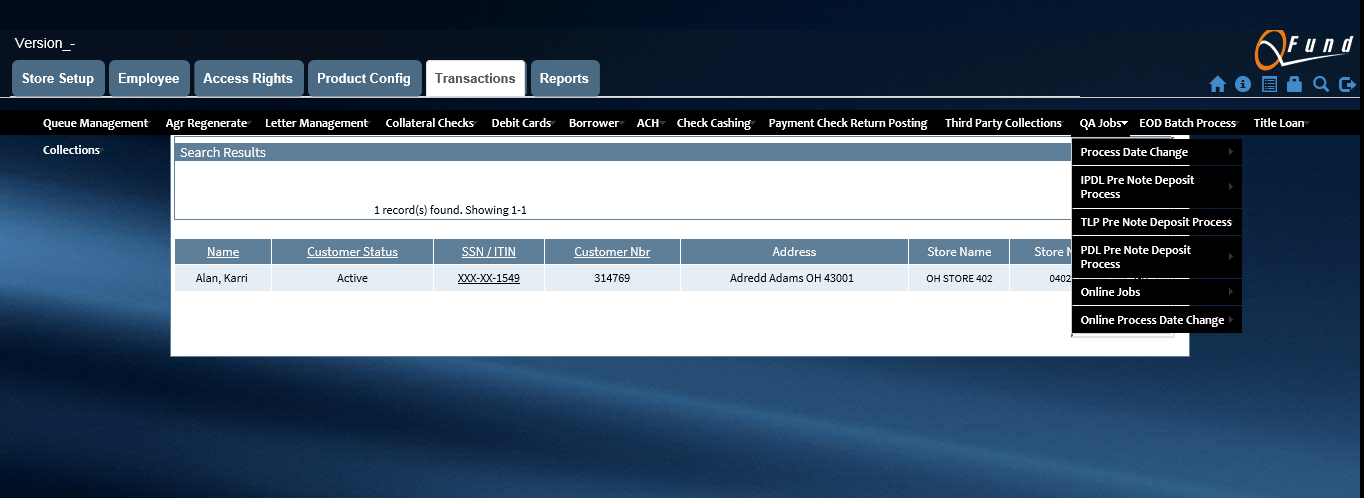 Version_-
QFund
Store Setup Employee Access Rights Product Config Transactions Reports
Queue Management Agr Regenerate Letter Management Collateral Checks Debit Cards Borrower ACH Check Cashing Payment Check Return Posting Third Party Collections QA Jobs EOD Batch Process Title Loan
Collections
Search Results
1 record(s) found. Showing 1-1
Name Customer Status SSN / ITIN Customer Nbr Address Store Name Store
Alan, Karri Active XXX-XX-1549 314769 Adredd Adams OH 43001 OH STORE 402 0402
Process Date Change
IPDL Pre Note Deposit
Process
TLP Pre Note Deposit Process
PDL Pre Note Deposit
Process
Online Jobs
Online Process Date Change